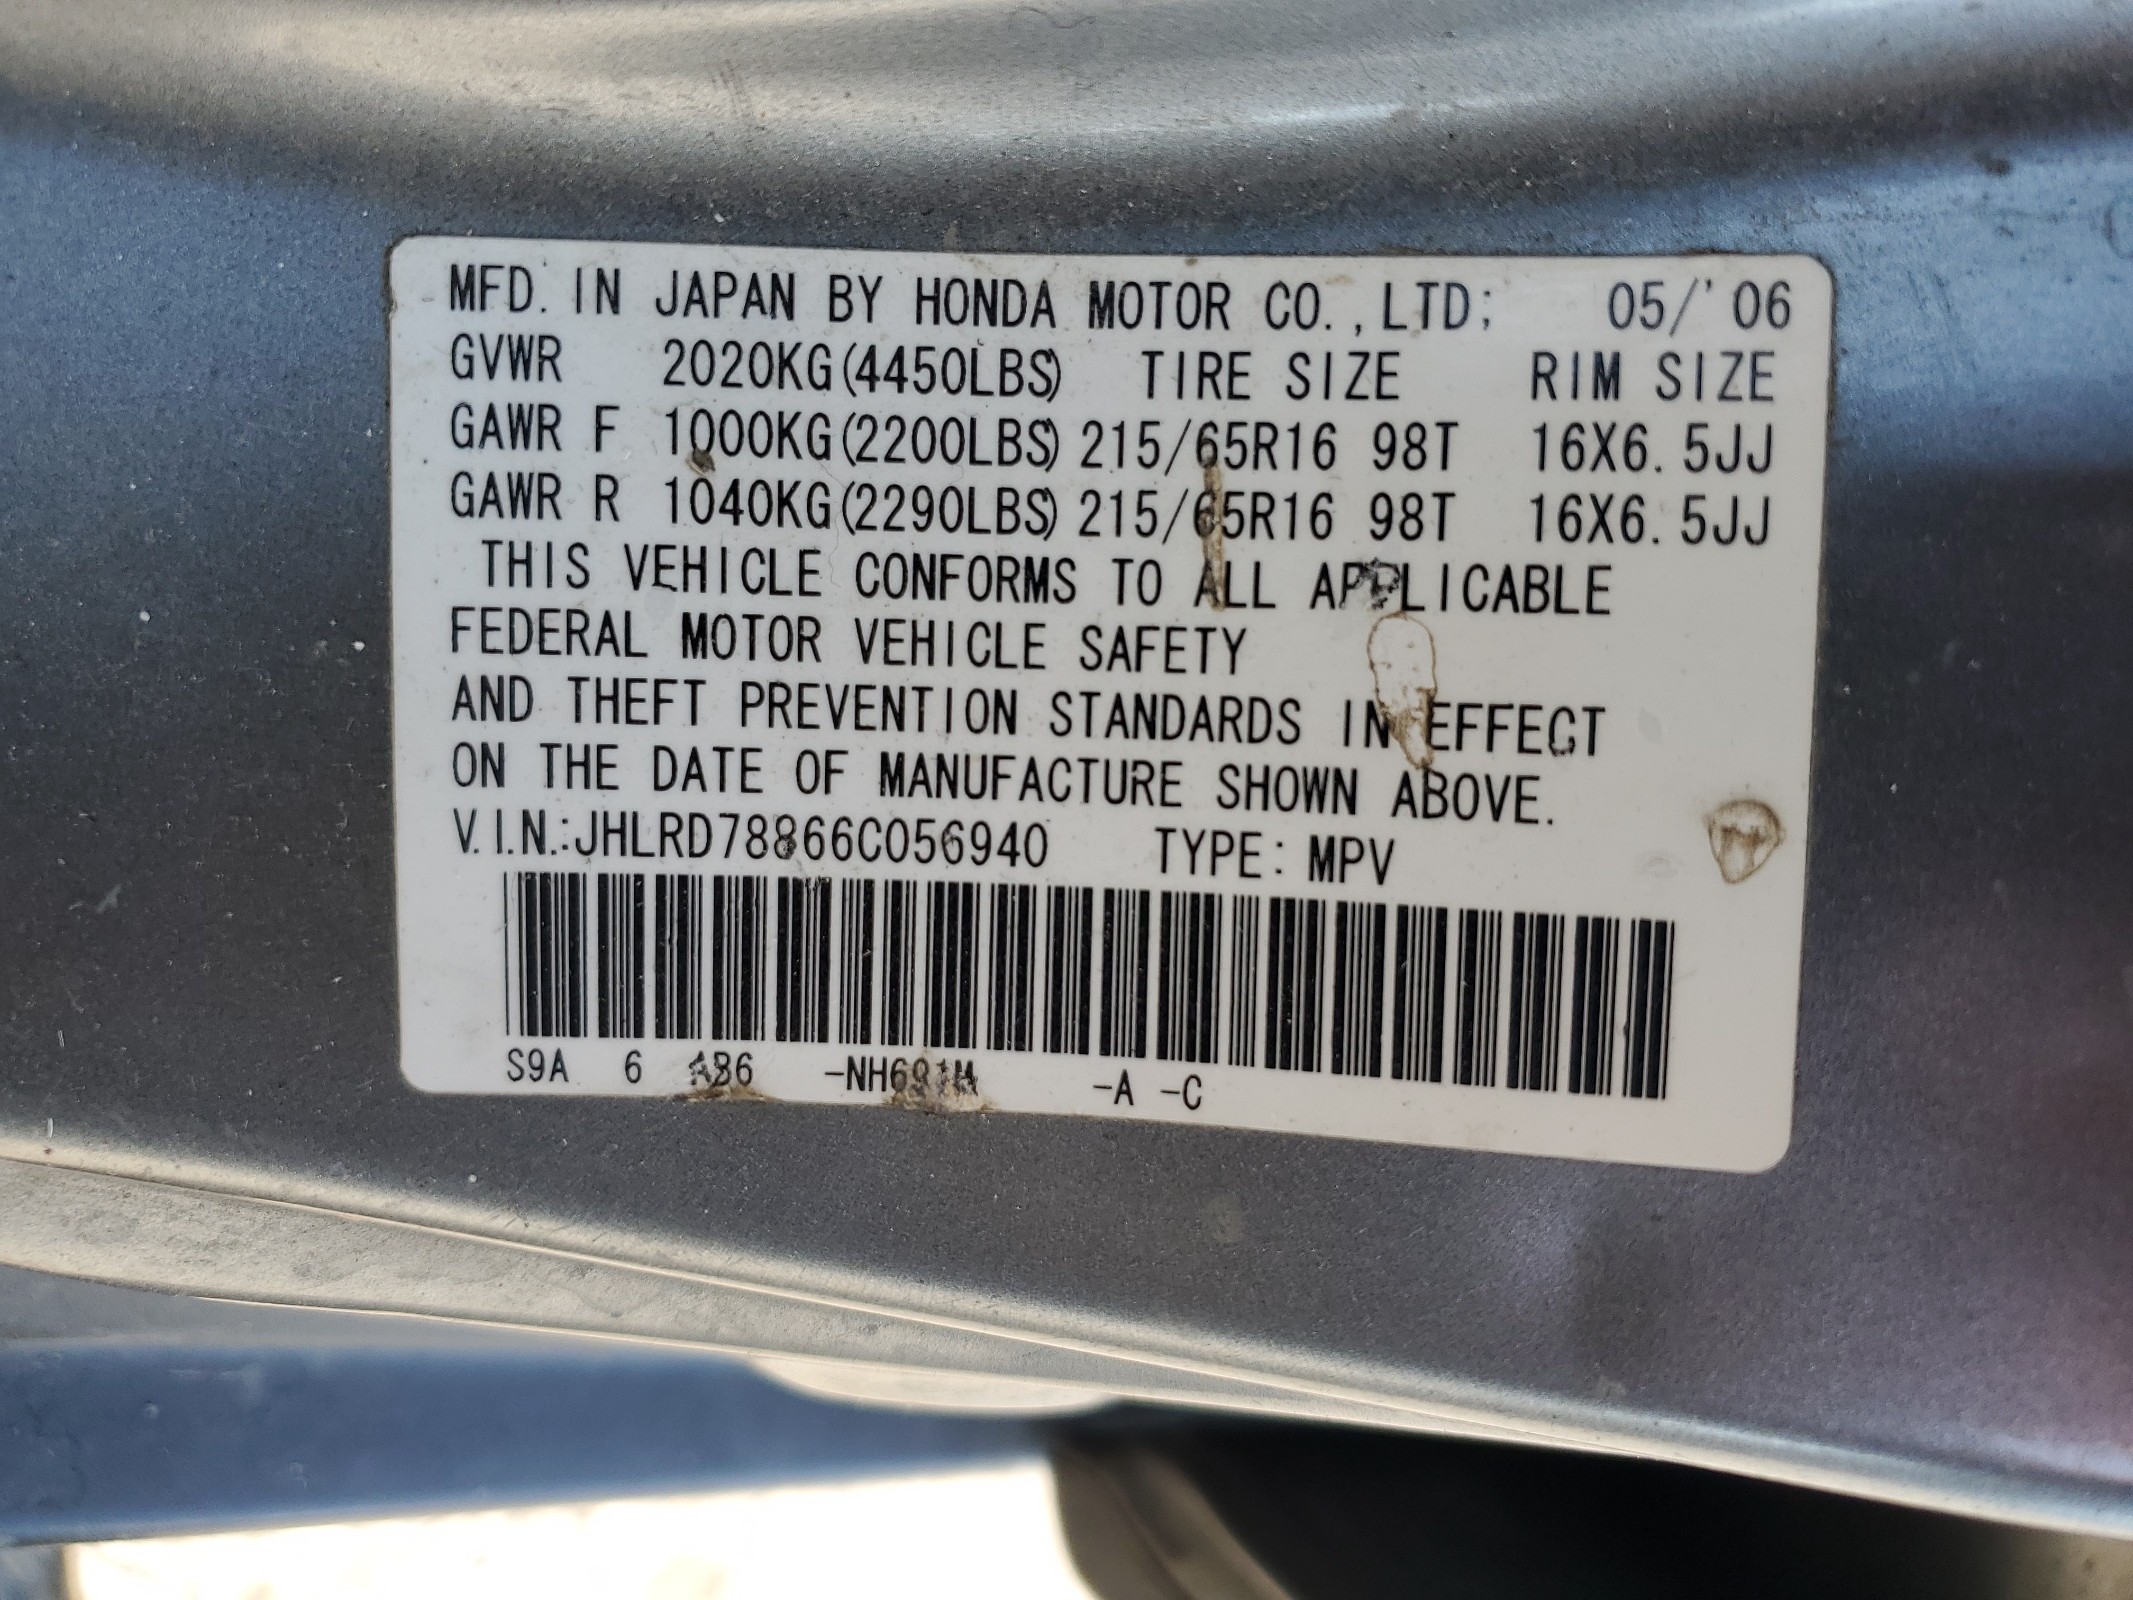 MFD. IN JAPAN BY HONDA MOTOR CO.,LTD; 05/'06
GVWR 2020KG(4450LBS) TIRE SIZE RIM SIZE
GAWR F 1000KG(2200LBS) 215/65R16 98T 16X6.5JJ
GAWR R 1040KG(2290LBS) 215/65R16 98T 16X6.5JJ
THIS VEHICLE CONFORMS TO ALL APPLICABLE
FEDERAL MOTOR VEHICLE SAFETY
AND THEFT PREVENTION STANDARDS IN EFFECT
ON THE DATE OF MANUFACTURE SHOWN ABOVE.
V.I.N.:JHLRD78866C056940 TYPE: MPV
S9A 6 AB6 -NH691M -A -C